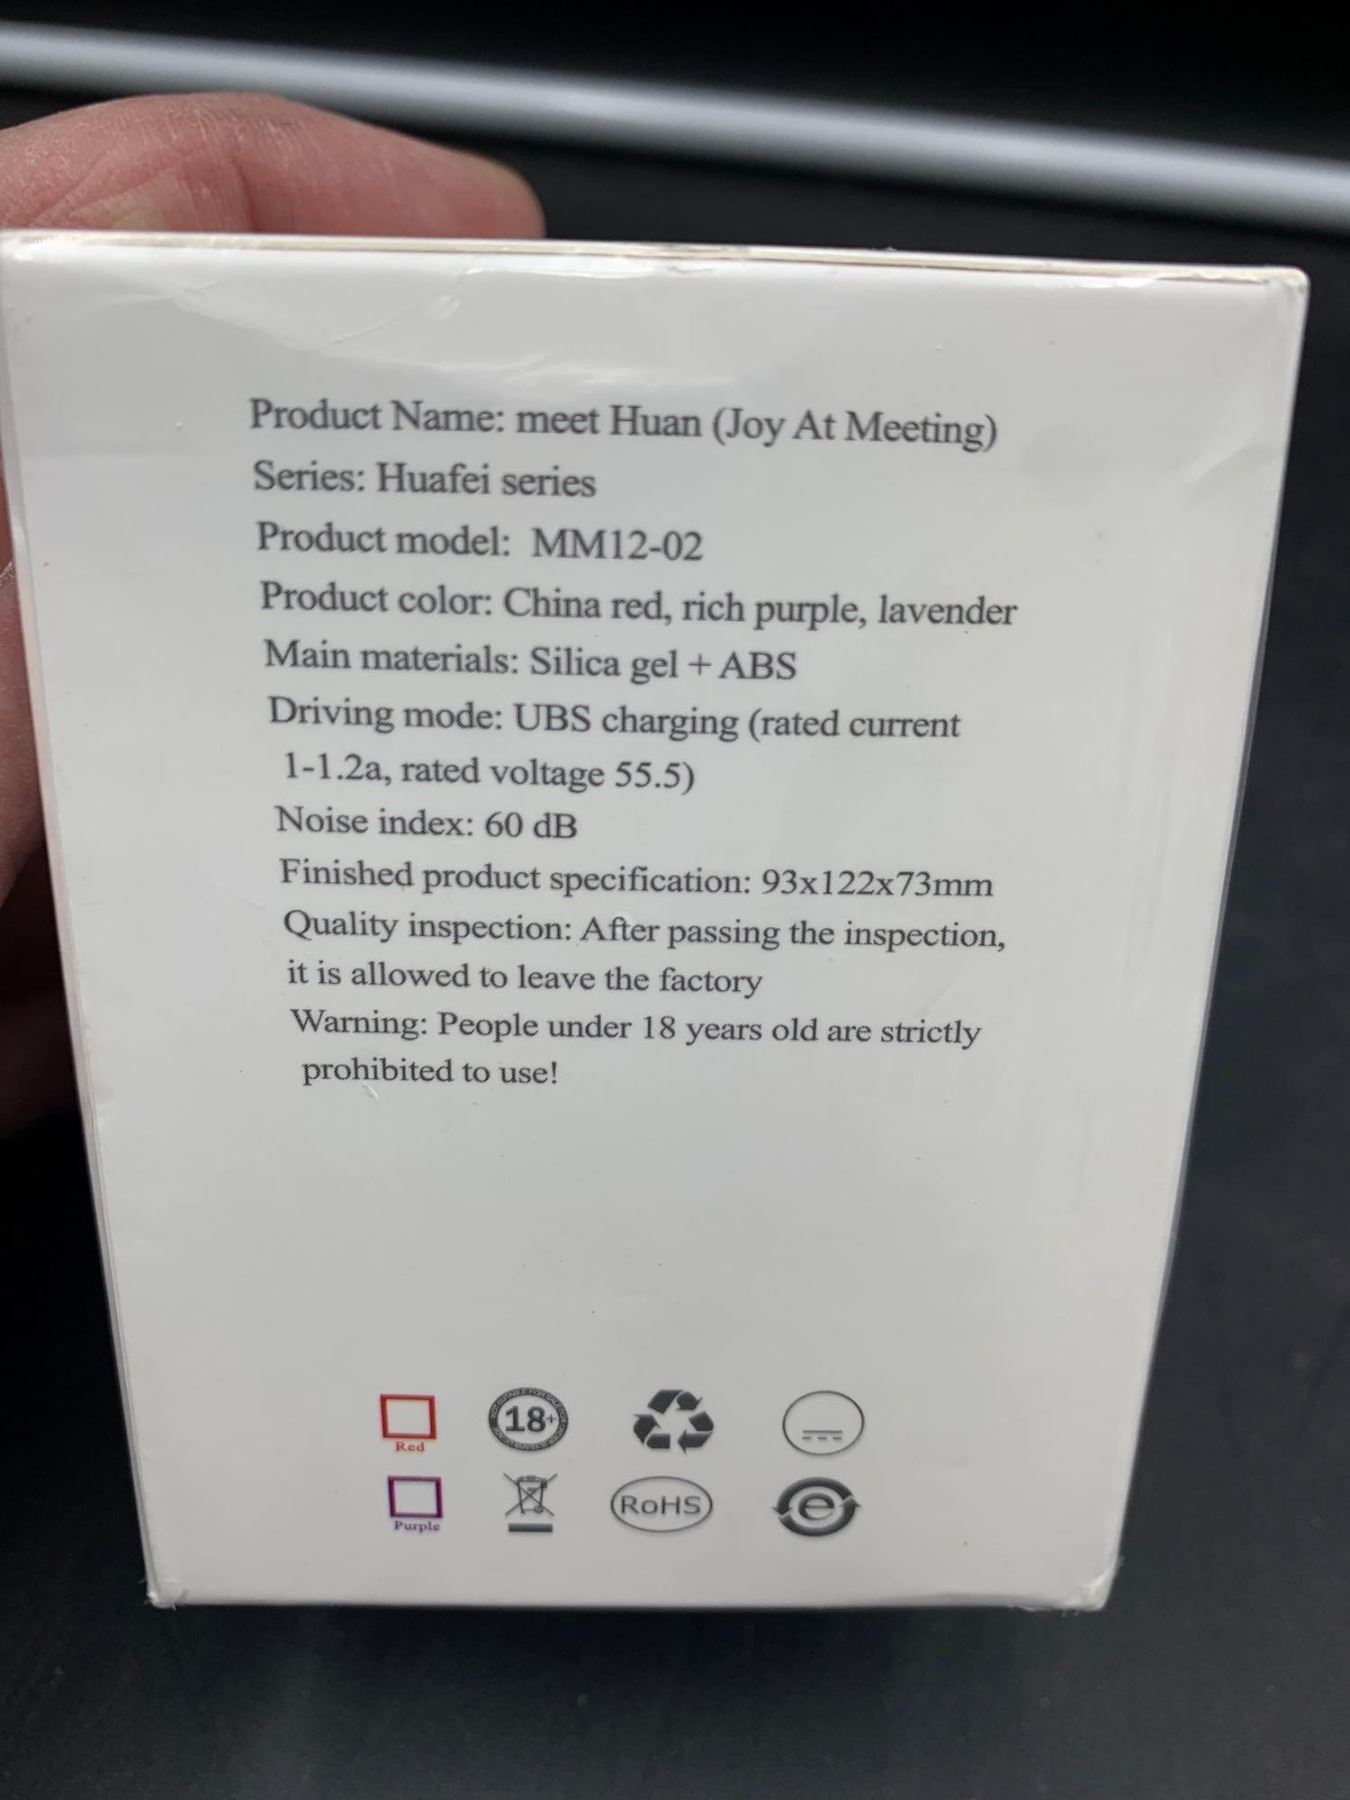 Product Name: meet Huan (Joy At Meeting)
Series: Huafei series
Product model: MM12-02
Product color: China red, rich purple, lavender
Main materials: Silica gel + ABS
Driving mode: UBS charging (rated current
1-1.2a, rated voltage 55.5)
Noise index: 60 dB
Finished product specification: 93x122x73mm
Quality inspection: After passing the inspection,
it is allowed to leave the factory
Warning: People under 18 years old are strictly
prohibited to use!
Red
18+
Purple
RoHS
e